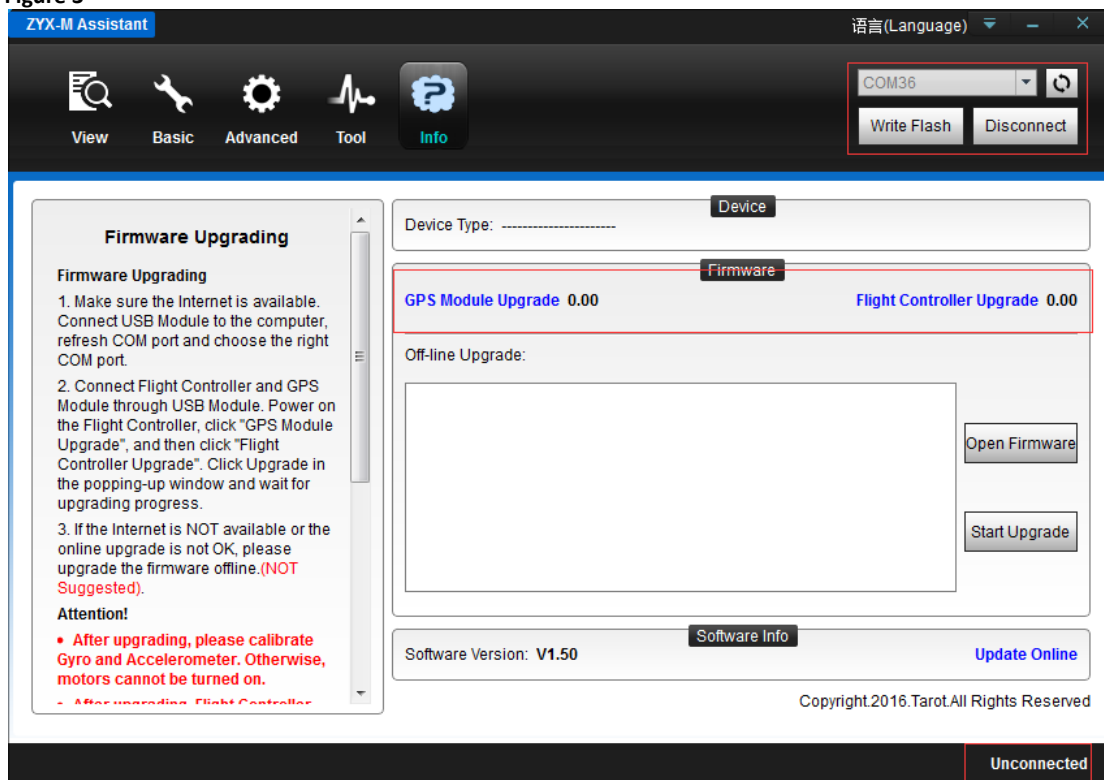 ZYX-M Assistant
语言(Language)
COM36
Write Flash
Disconnect
View
Basic
Advanced
Tool
Info
Firmware Upgrading
Firmware Upgrading
1. Make sure the Internet is available.
Connect USB Module to the computer,
refresh COM port and choose the right
COM port.
2. Connect Flight Controller and GPS
Module through USB Module. Power on
the Flight Controller, click "GPS Module
Upgrade", and then click "Flight
Controller Upgrade". Click Upgrade in
the popping-up window and wait for
upgrading progress.
3. If the Internet is NOT available or the
online upgrade is not OK, please
upgrade the firmware offline.(NOT
Suggested).
Attention!
• After upgrading, please calibrate
Gyro and Accelerometer. Otherwise,
motors cannot be turned on.
• After upgrading, Flight Controller
Device
Device Type: ----------------------
Firmware
GPS Module Upgrade 0.00
Flight Controller Upgrade 0.00
Off-line Upgrade:
Open Firmware
Start Upgrade
Software Info
Software Version: V1.50
Update Online
Copyright.2016.Tarot.All Rights Reserved
Unconnected